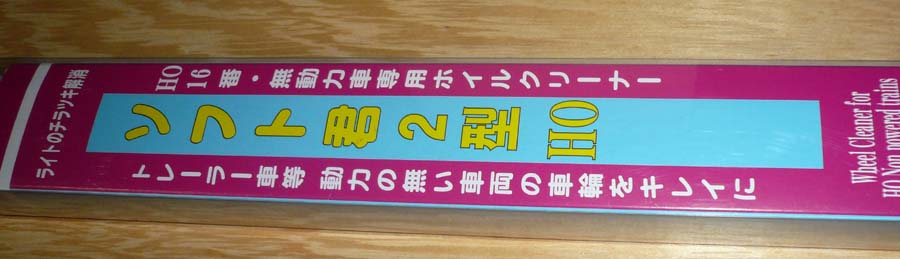 ライトのチラツキ解消
HO
16番・無動力車専用ホイルクリーナー
ソフト君2型 HO
トレーラー車等 動力の無い車両の車輪をキレイに
Wheel Cleaner for
HO Non powered trains